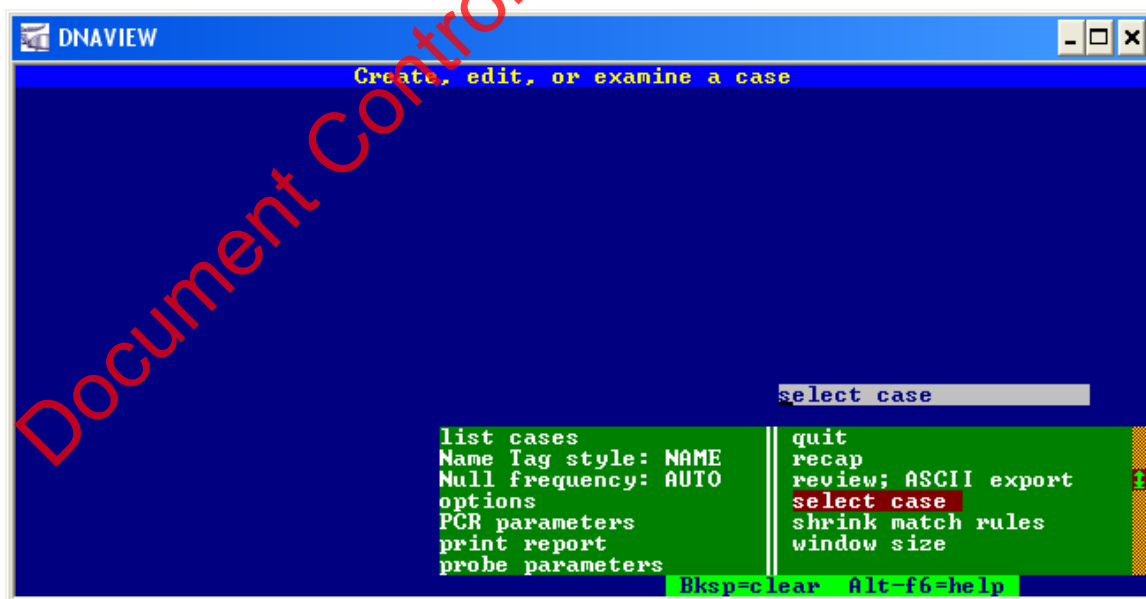 DNAVIEW
Create, edit, or examine a case
select case
list cases
Name Tag style: NAME
Null frequency: AUTO
options
PCR parameters
print report
probe parameters
quit
recap
review; ASCII export
select case
shrink match rules
window size
Bksp=clear Alt-f6=help
Document Contro